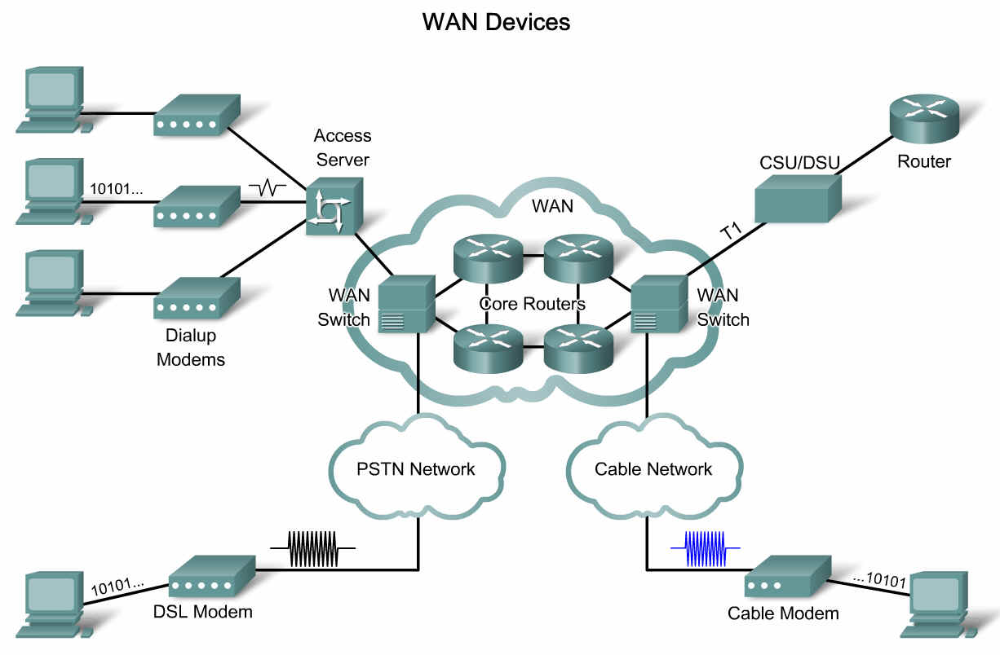 WAN Devices
Access
Server
CSU/DSU
Router
10101...
WAN
T1
WAN
Switch
Core Routers
WAN
Switch
Dialup
Modems
PSTN Network
Cable Network
10101...
DSL Modem
...10101
Cable Modem